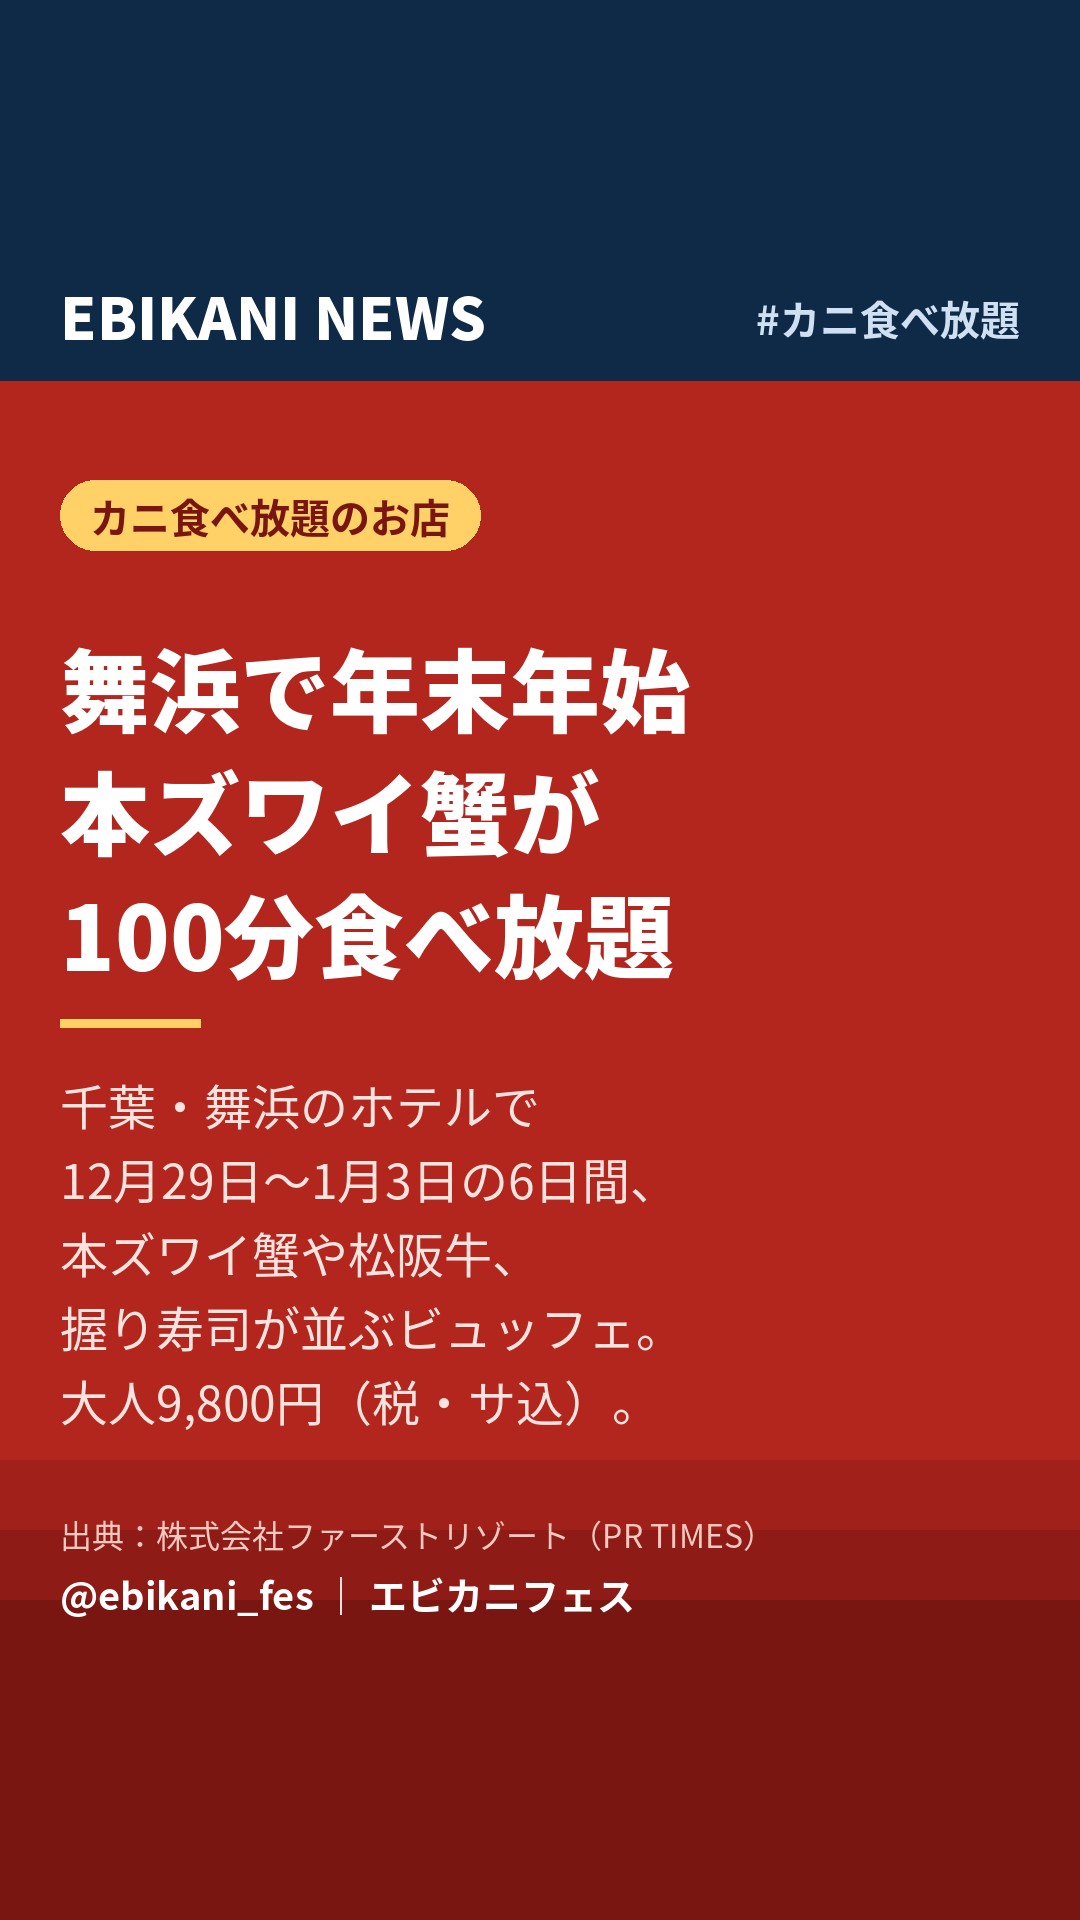 EBIKANI NEWS
#カニ食べ放題
カニ食べ放題のお店
舞浜で年末年始
本ズワイ蟹が
100分食べ放題
千葉・舞浜のホテルで
12月29日〜1月3日の6日間、
本ズワイ蟹や松阪牛、
握り寿司が並ぶビュッフェ。
大人9,800円（税・サ込）。
出典：株式会社ファーストリゾート（PR TIMES）
@ebikani_fes｜エビカニフェス